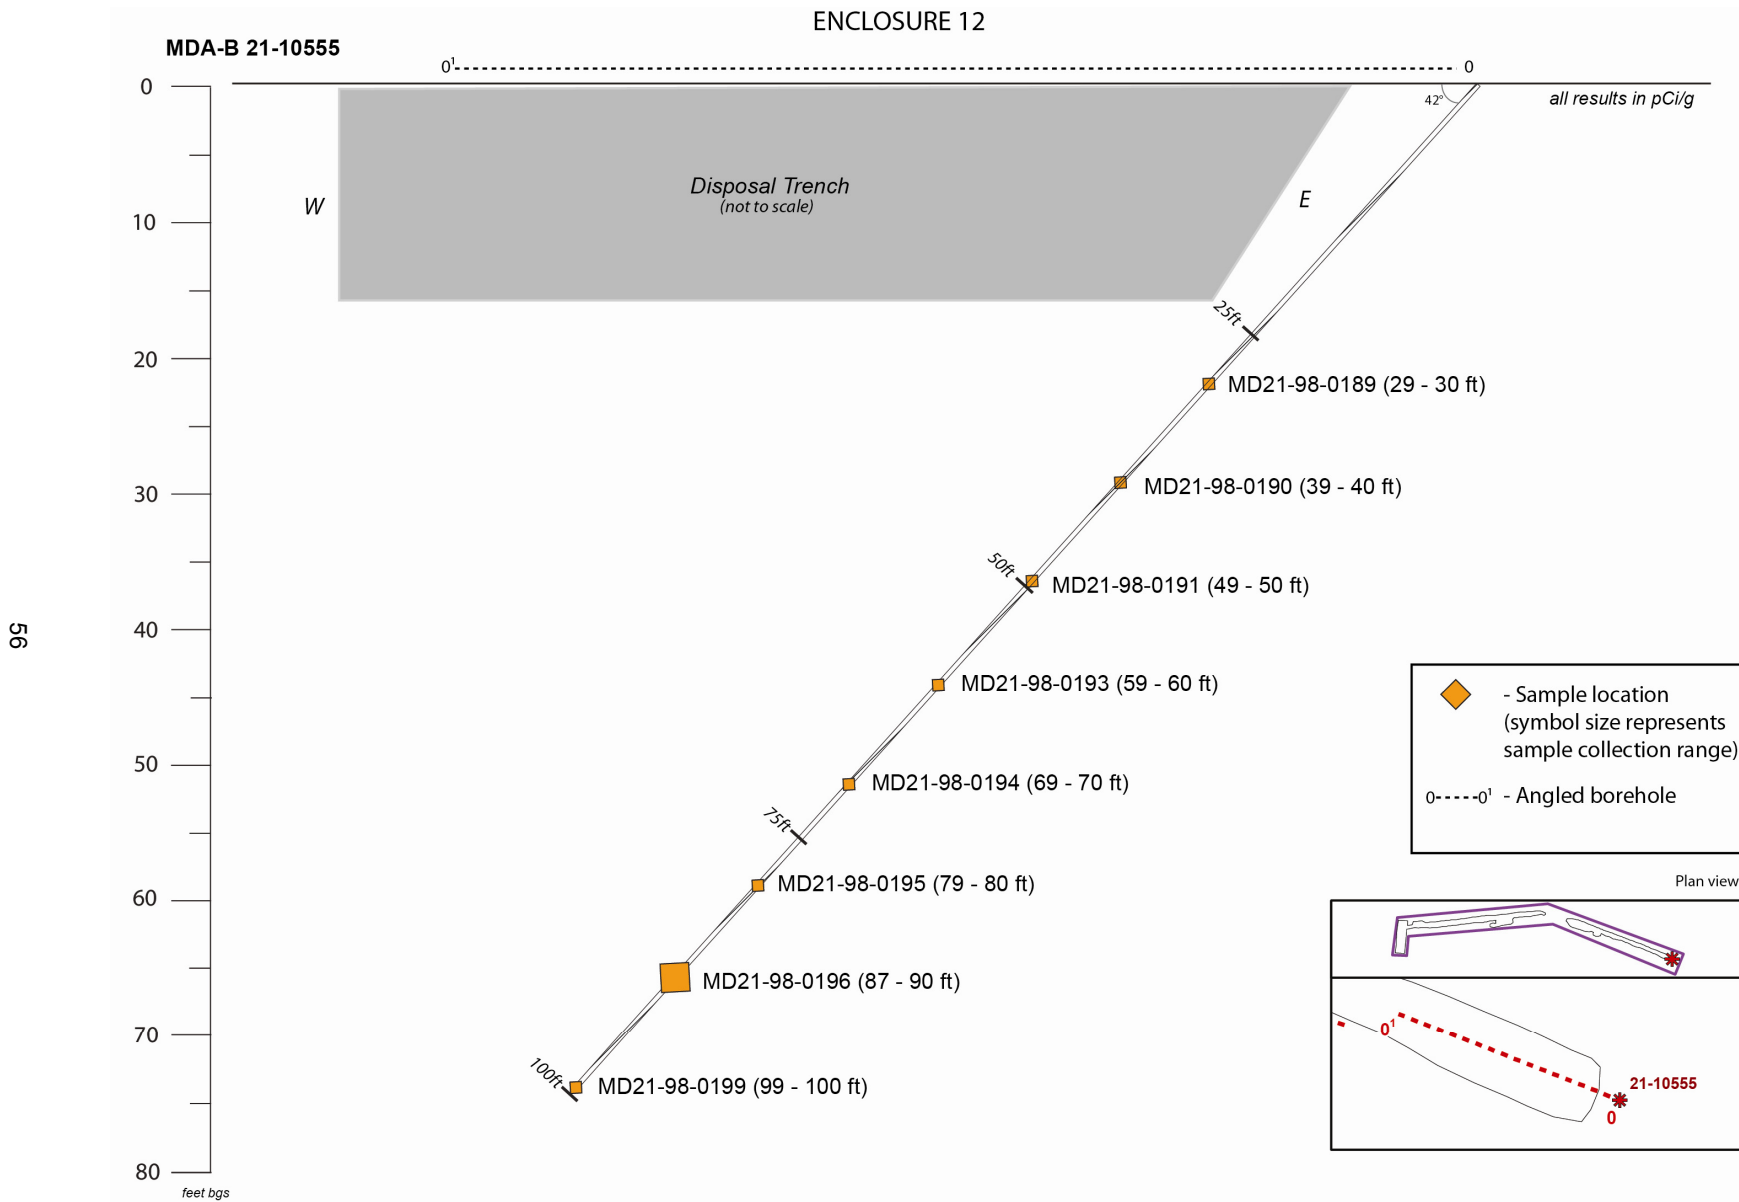 ENCLOSURE 12
MDA-B 21-10555
0¹
0
0
42°
all results in pCi/g
Disposal Trench
(not to scale)
W
E
10
25ft
20
MD21-98-0189 (29 - 30 ft)
30
MD21-98-0190 (39 - 40 ft)
50ft
MD21-98-0191 (49 - 50 ft)
40
56
MD21-98-0193 (59 - 60 ft)
50
MD21-98-0194 (69 - 70 ft)
75ft
60
MD21-98-0195 (79 - 80 ft)
MD21-98-0196 (87 - 90 ft)
70
100ft
MD21-98-0199 (99 - 100 ft)
80
feet bgs
- Sample location
(symbol size represents
sample collection range)
0-----0¹ - Angled borehole
Plan view
0¹
21-10555
0